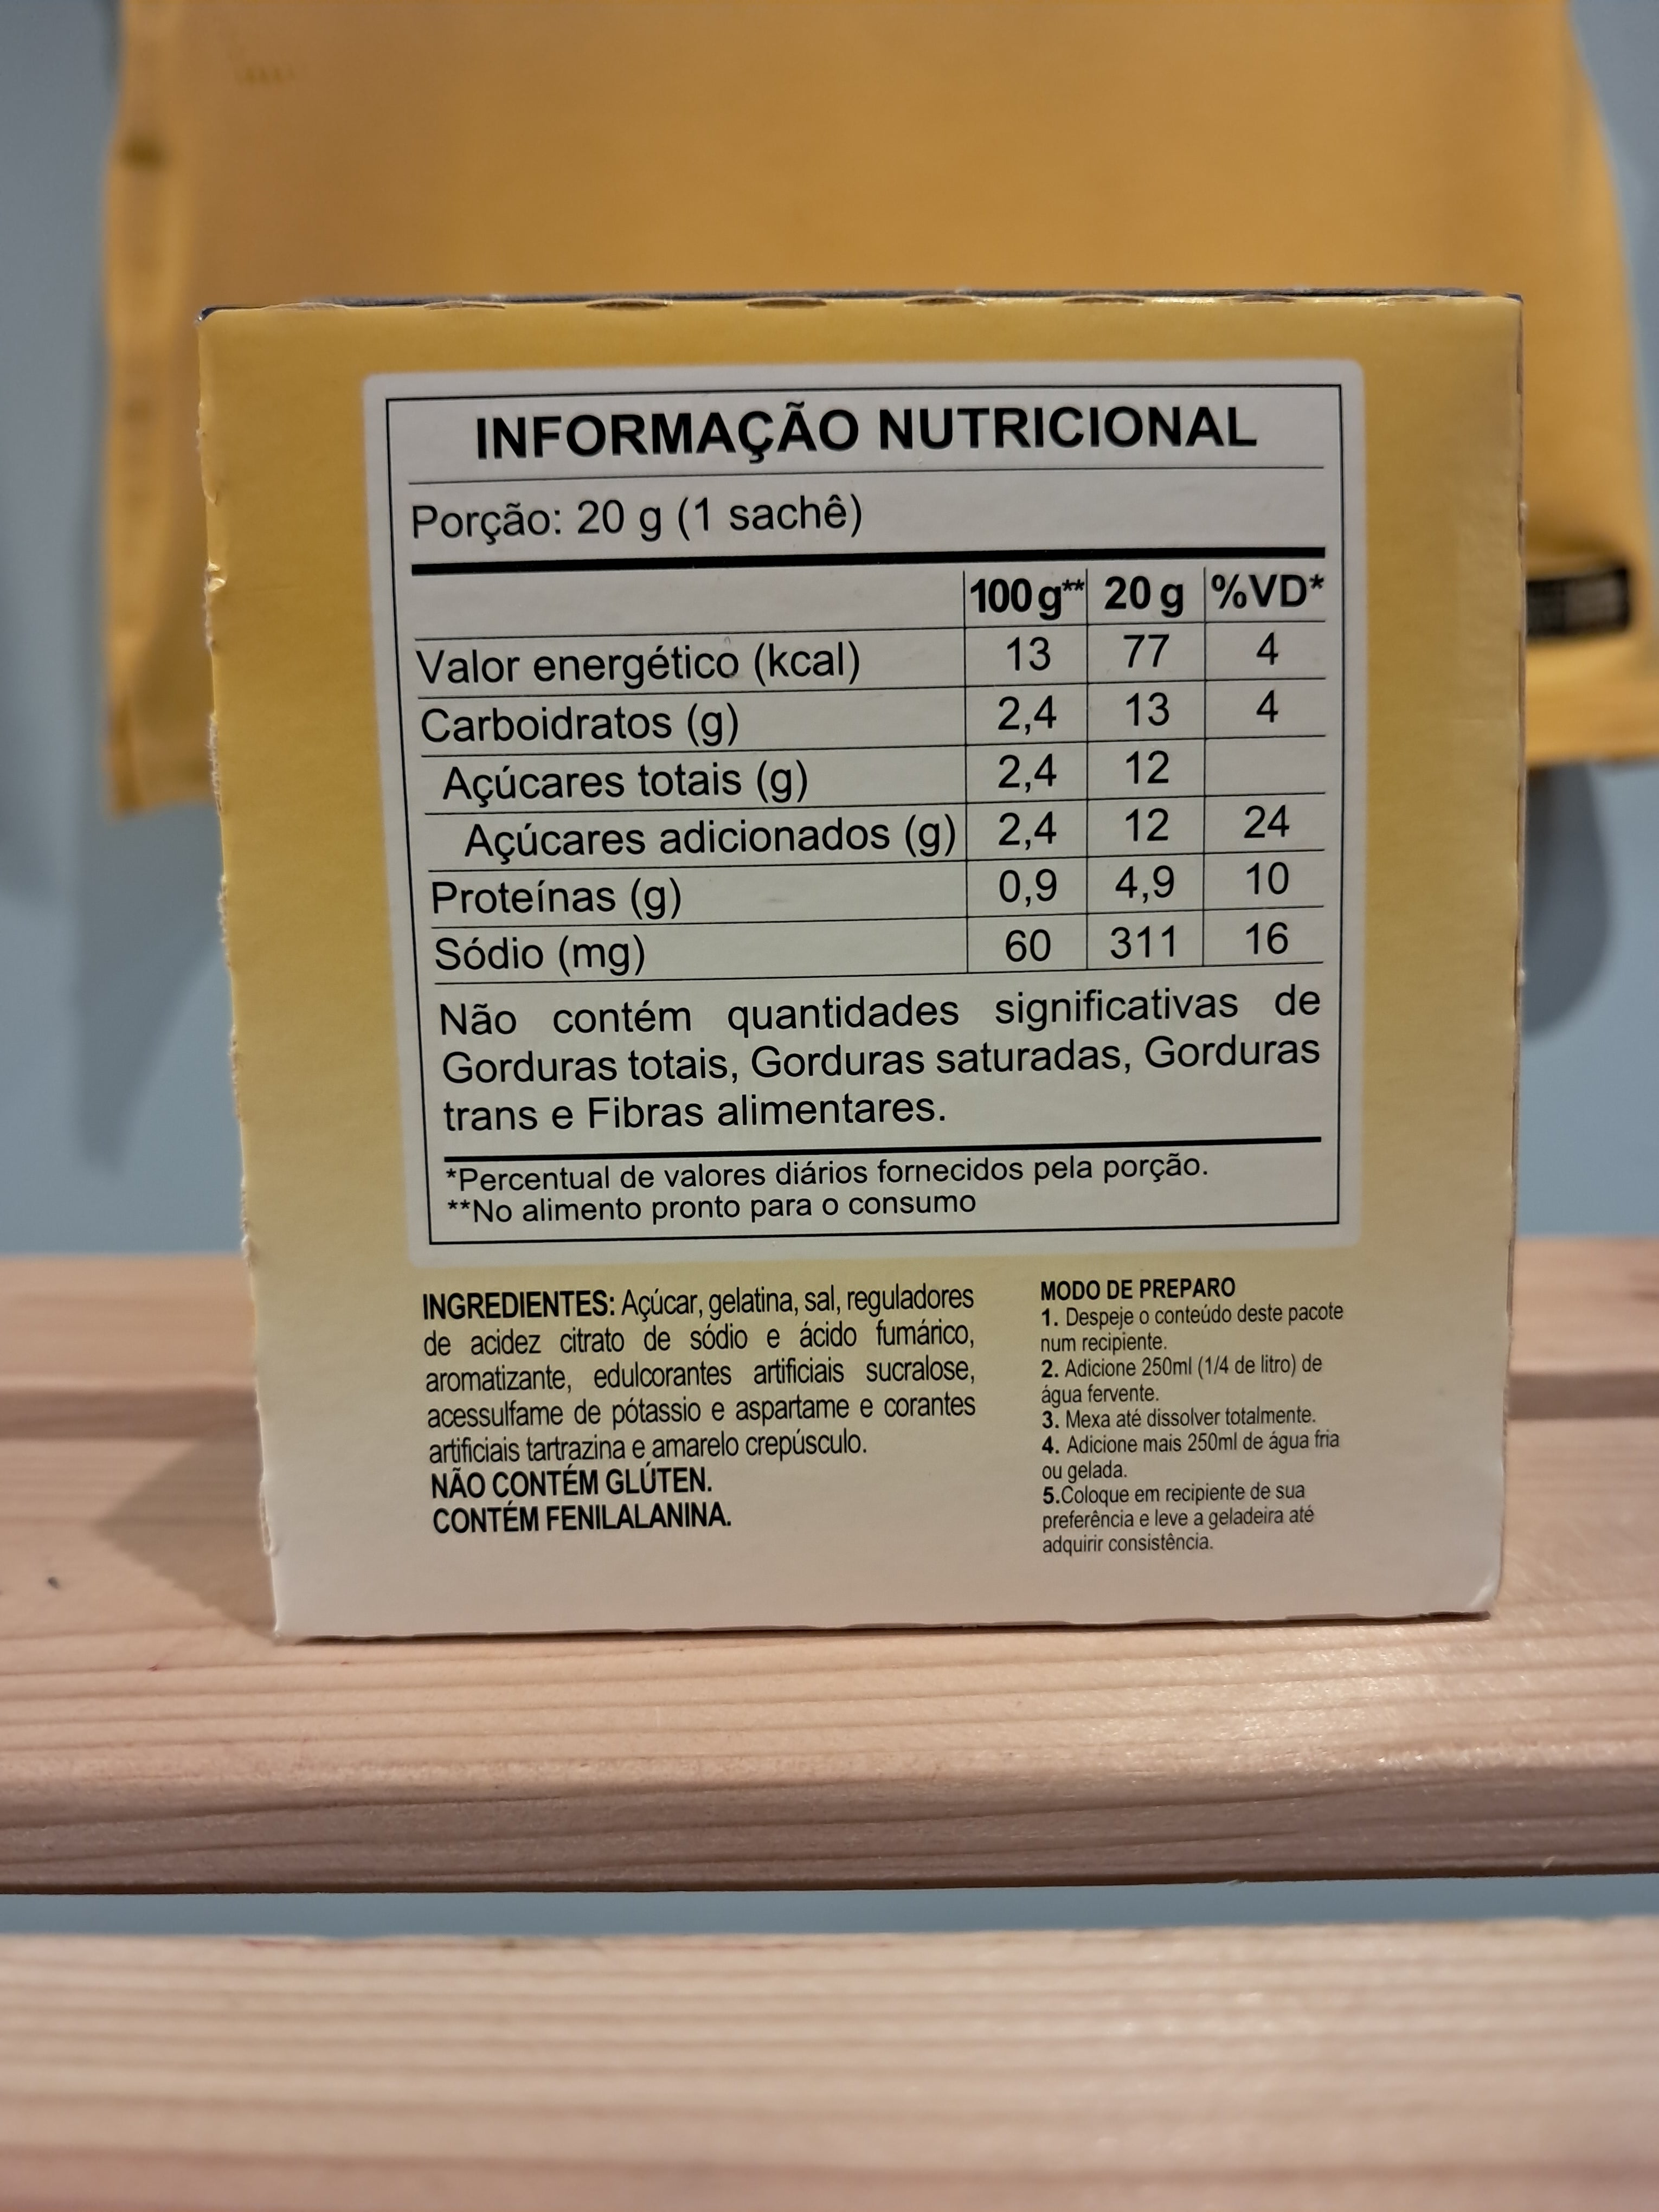 INFORMAÇÃO NUTRICIONAL
Porção: 20 g (1 sachê)
100 g** 20 g %VD*
Valor energético (kcal) 13 77 4
Carboidratos (g) 2,4 13 4
Açúcares totais (g) 2,4 12
Açúcares adicionados (g) 2,4 12 24
Proteínas (g) 0,9 4,9 10
Sódio (mg) 60 311 16
Não contém quantidades significativas de
Gorduras totais, Gorduras saturadas, Gorduras
trans e Fibras alimentares.
*Percentual de valores diários fornecidos pela porção.
**No alimento pronto para o consumo
INGREDIENTES: Açúcar, gelatina, sal, reguladores
de acidez citrato de sódio e ácido fumárico,
aromatizante, edulcorantes artificiais sucralose,
acessulfame de pótassio e aspartame e corantes
artificiais tartrazina e amarelo crepúsculo.
NÃO CONTÉM GLÚTEN.
CONTÉM FENILALANINA.
MODO DE PREPARO
1. Despeje o conteúdo deste pacote
num recipiente.
2. Adicione 250ml (1/4 de litro) de
água fervente.
3. Mexa até dissolver totalmente.
4. Adicione mais 250ml de água fria
ou gelada.
5.Coloque em recipiente de sua
preferência e leve a geladeira até
adquirir consistência.